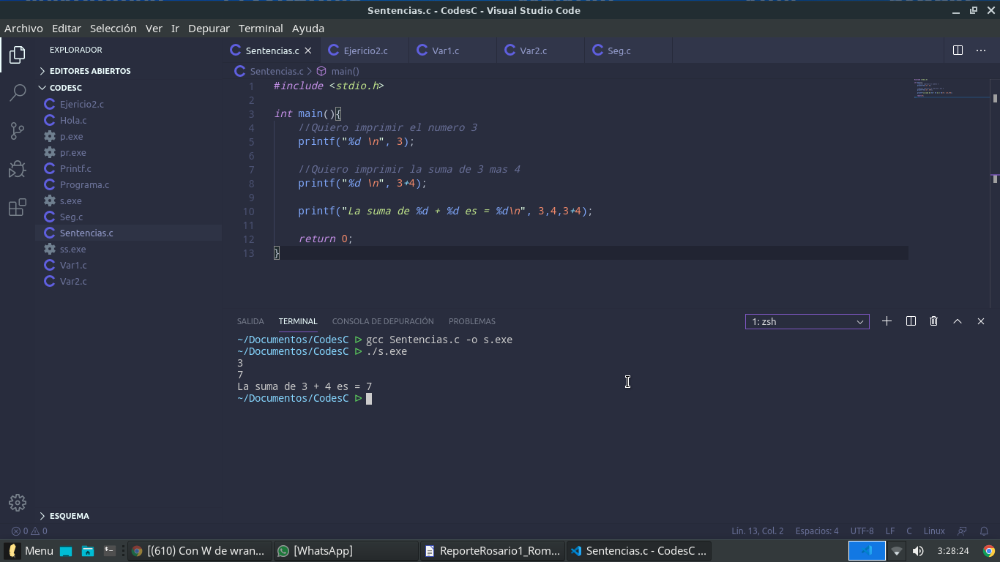 Sentencias.c - CodesC - Visual Studio Code
Archivo Editar Selección Ver Ir Depurar Terminal Ayuda
EXPLORADOR
EDITORES ABIERTOS
CODESC
Ejericio2.c
Hola.c
p.exe
pr.exe
Printf.c
Programa.c
s.exe
Seg.c
Sentencias.c
ss.exe
Var1.c
Var2.c
ESQUEMA
Sentencias.c Ejericio2.c Var1.c Var2.c Seg.c
Sentencias.c > main()
1 #include <stdio.h>
2
3 int main(){
4 //Quiero imprimir el numero 3
5 printf("%d \n", 3);
6
7 //Quiero imprimir la suma de 3 mas 4
8 printf("%d \n", 3+4);
9
10 printf("La suma de %d + %d es = %d\n", 3,4,3+4);
11
12 return 0;
13 }
SALIDA TERMINAL CONSOLA DE DEPURACIÓN PROBLEMAS 1: zsh
~/Documentos/CodesC ▷ gcc Sentencias.c -o s.exe
~/Documentos/CodesC ▷ ./s.exe
3
7
La suma de 3 + 4 es = 7
~/Documentos/CodesC ▷
0 0 Lín. 13, Col. 2 Espacios: 4 UTF-8 LF C Linux
Menu [(610) Con W de wran... [WhatsApp] ReporteRosario1_Rom... Sentencias.c - CodesC ... 3:28:24